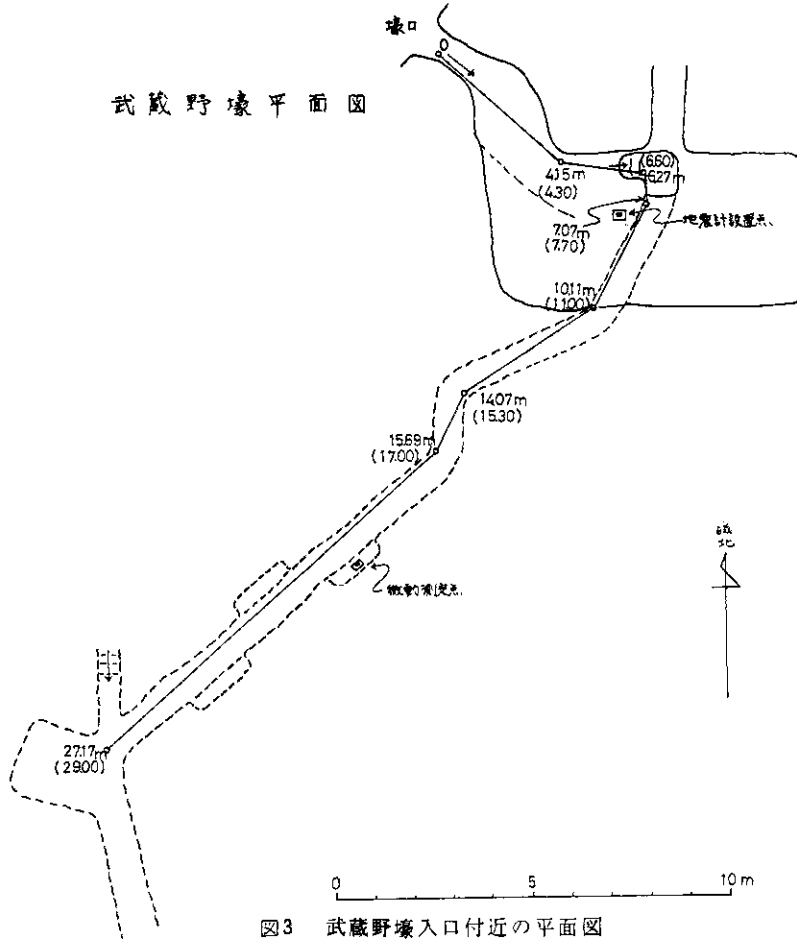 壕口
0
武蔵野壕平面図
4.15m
(4.30)
(6.60)
6.27m
7.07m
(7.70)
地震計設置点、
10.11m
(11.00)
14.07m
(15.30)
15.69m
(17.00)
磁北
微動測定点、
27.17m
(29.00)
0 5 10m
図3 武蔵野壕入口付近の平面図